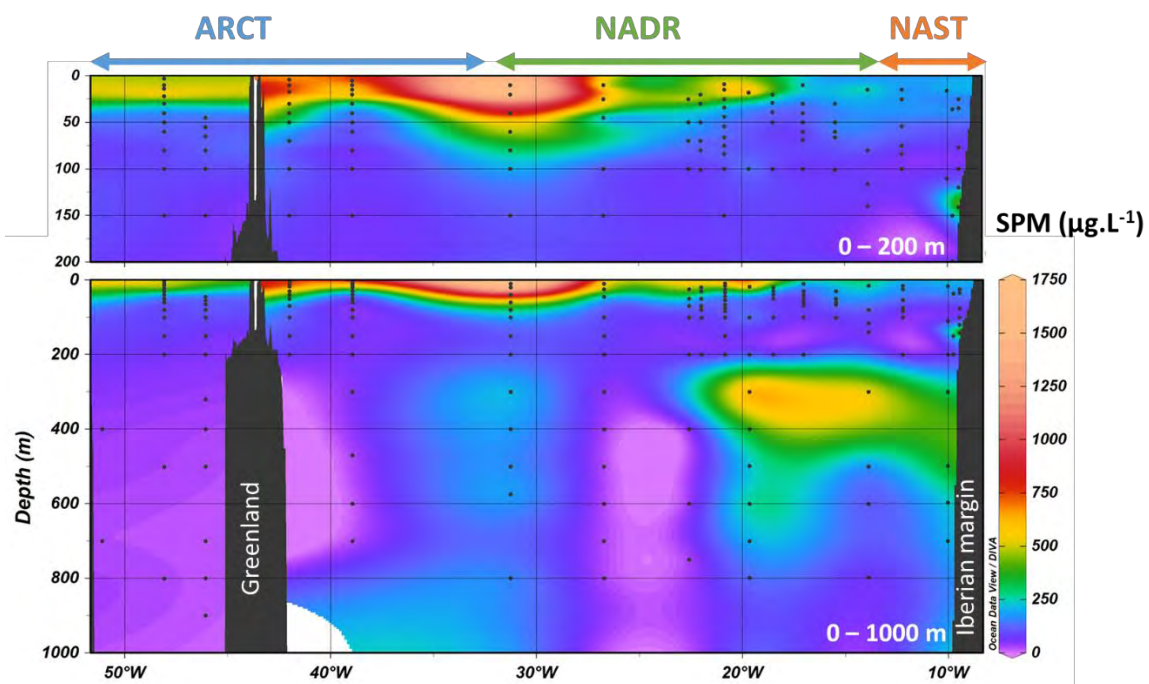 ARCT NADR NAST
0
50
100
150
200
0 – 200 m
SPM (µg.L-1)
0
200
400
600
800
1000
Depth (m)
Greenland
Iberian margin
0 – 1000 m
Ocean Data View / DIVA
1750
1500
1250
1000
750
500
250
0
50°W 40°W 30°W 20°W 10°W